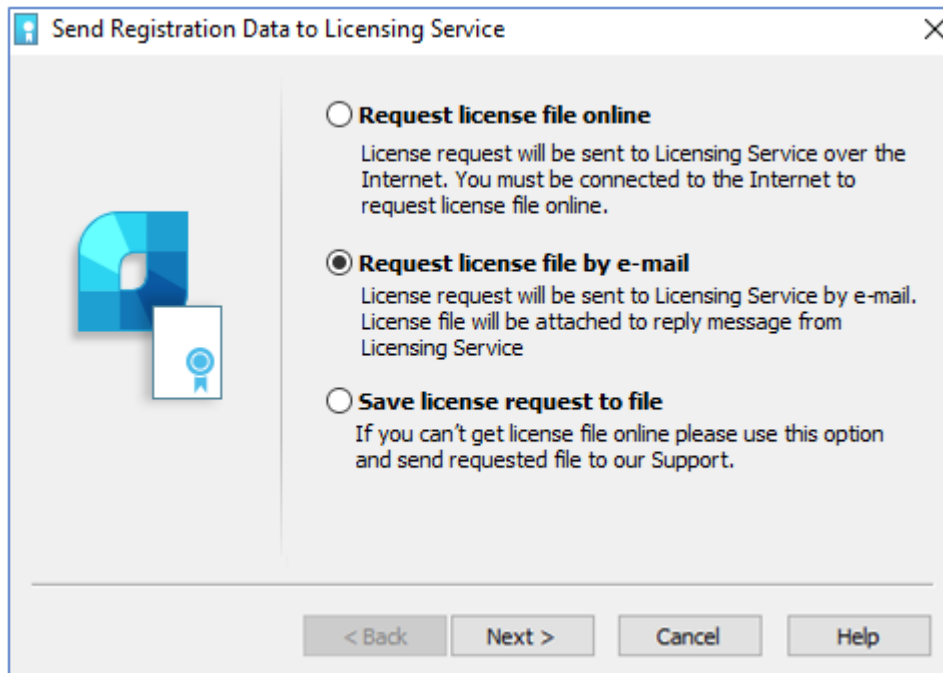 Send Registration Data to Licensing Service
Request license file online
License request will be sent to Licensing Service over the
Internet. You must be connected to the Internet to
request license file online.
Request license file by e-mail
License request will be sent to Licensing Service by e-mail.
License file will be attached to reply message from
Licensing Service
Save license request to file
If you can't get license file online please use this option
and send requested file to our Support.
< Back Next > Cancel Help